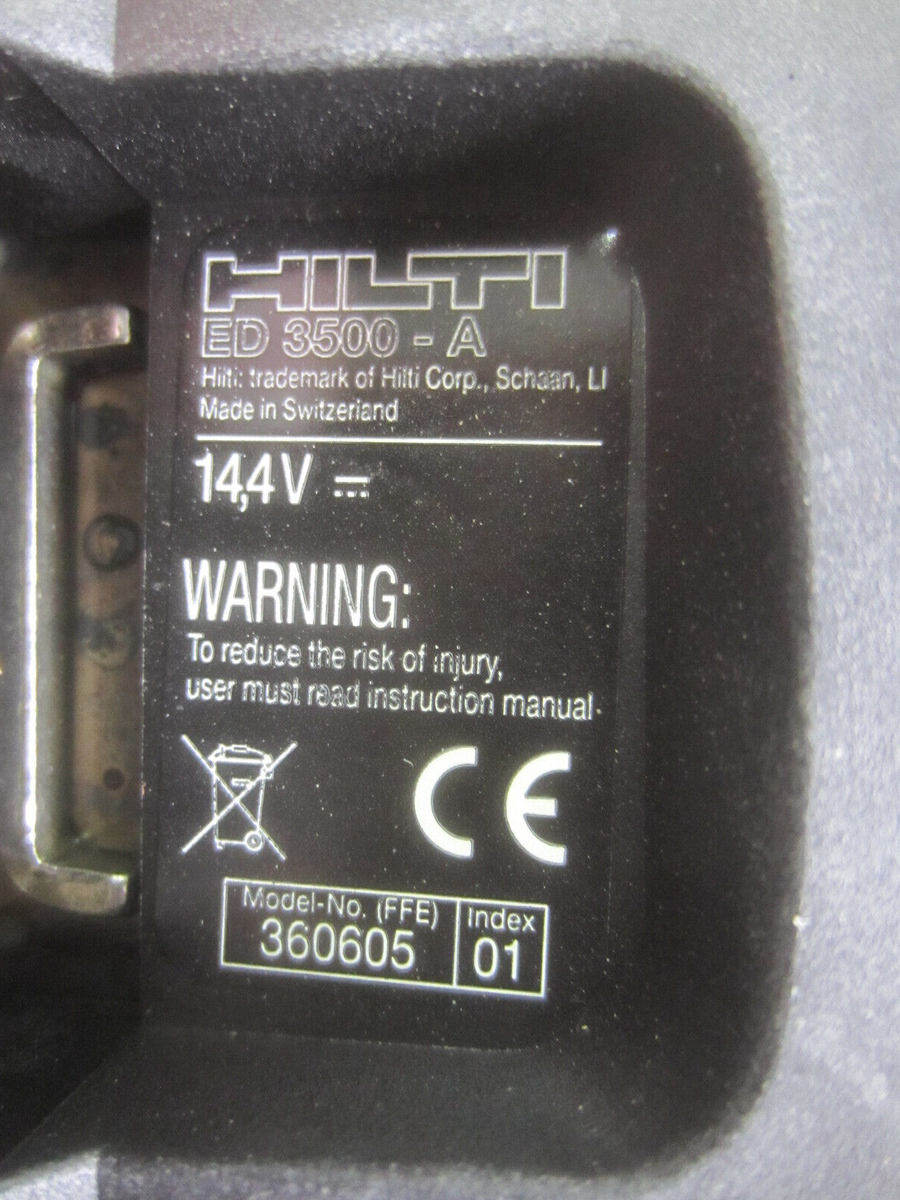 HILTI
ED 3500 - A
Hilti: trademark of Hilti Corp., Schaan, LI
Made in Switzerland
14,4V ⎓
WARNING:
To reduce the risk of injury,
user must read instruction manual.
CE
Model-No. (FFE)
360605
Index
01